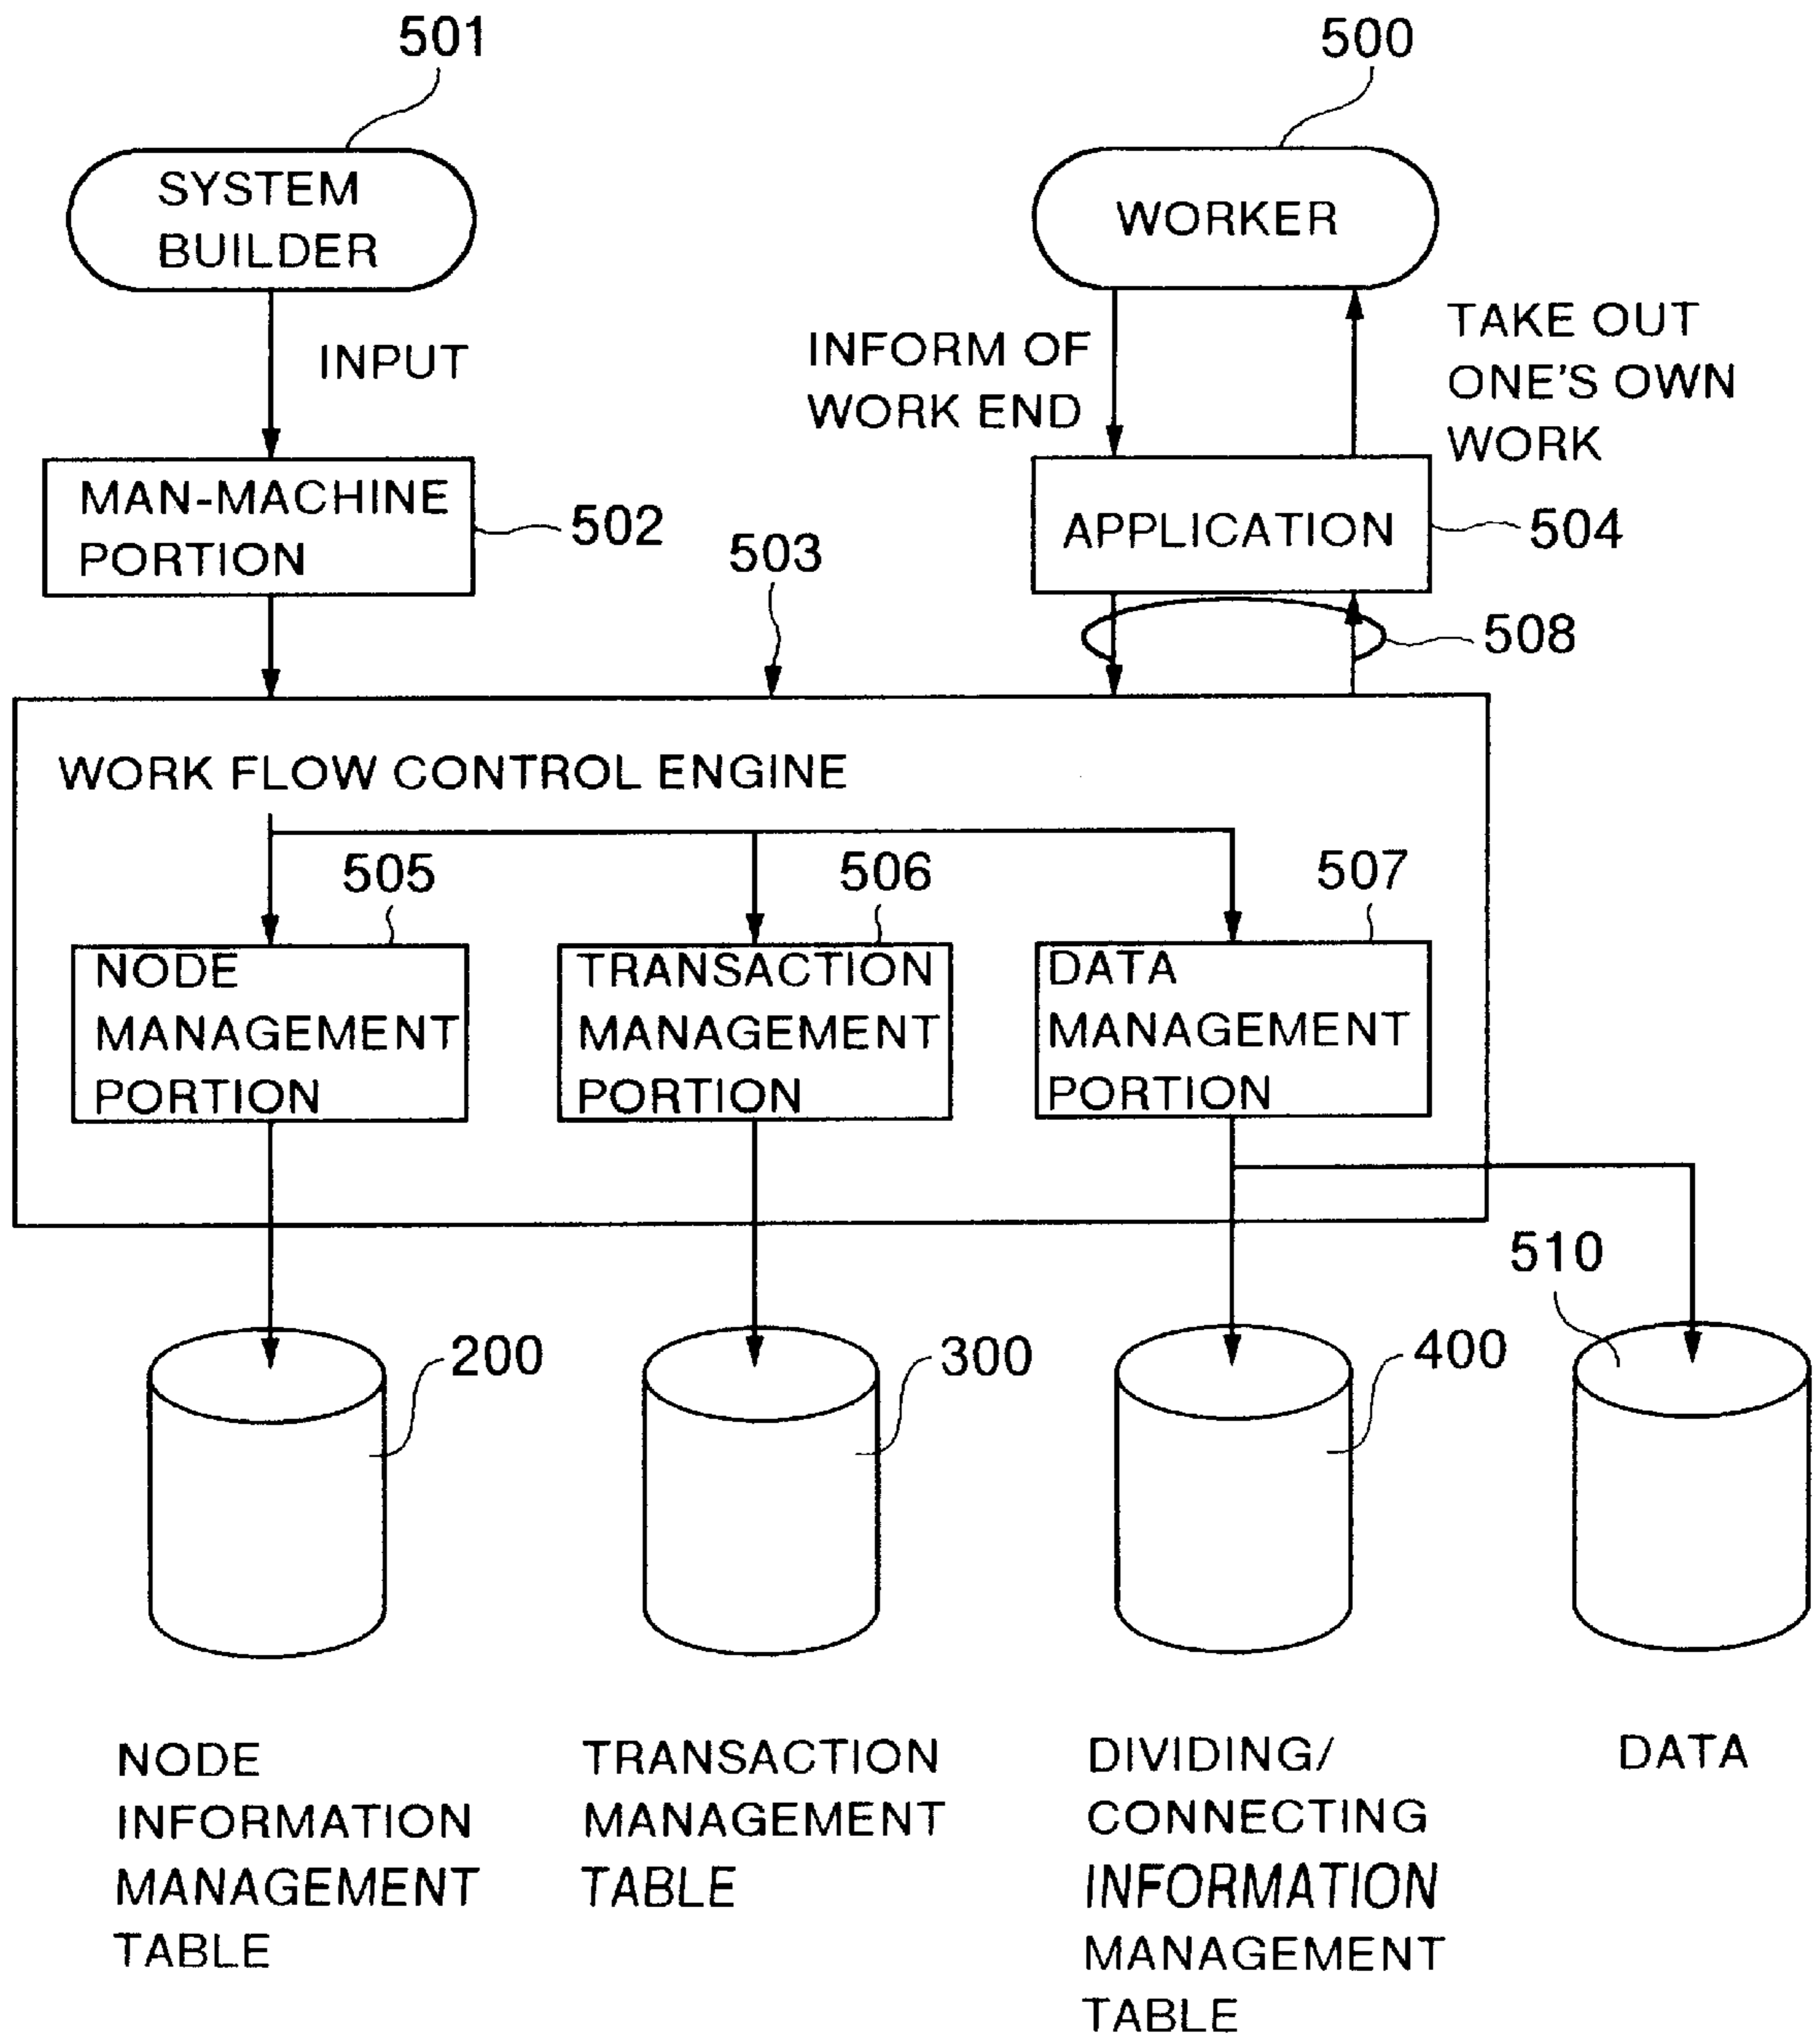 501
500
SYSTEM
BUILDER
WORKER
INPUT
INFORM OF
WORK END
TAKE OUT
ONE'S OWN
WORK
MAN-MACHINE
PORTION
502
503
APPLICATION
504
508
WORK FLOW CONTROL ENGINE
505
506
507
NODE
MANAGEMENT
PORTION
TRANSACTION
MANAGEMENT
PORTION
DATA
MANAGEMENT
PORTION
510
200
300
400
NODE
INFORMATION
MANAGEMENT
TABLE
TRANSACTION
MANAGEMENT
TABLE
DIVIDING/
CONNECTING
INFORMATION
MANAGEMENT
TABLE
DATA